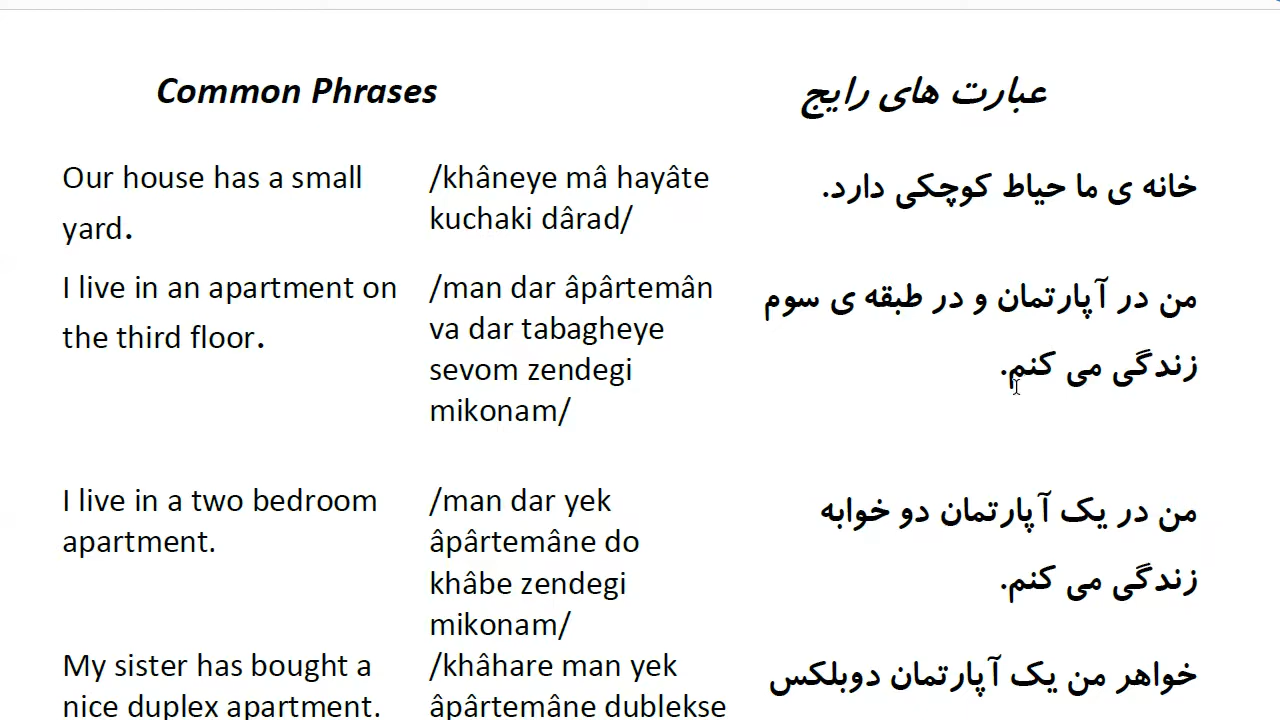 Common Phrases
عبارت های رایج
Our house has a small
yard.
/khâneye mâ hayâte
kuchaki dârad/
خانه ی ما حیاط کوچکی دارد.
I live in an apartment on
the third floor.
/man dar âpârtemân
va dar tabagheye
sevom zendegi
mikonam/
من در آپارتمان و در طبقه ی سوم
زندگی می کنم.
I live in a two bedroom
apartment.
/man dar yek
âpârtemâne do
khâbe zendegi
mikonam/
من در یک آپارتمان دو خوابه
زندگی می کنم.
My sister has bought a
nice duplex apartment.
/khâhare man yek
âpârtemâne dublekse
خواهر من یک آپارتمان دوبلکس